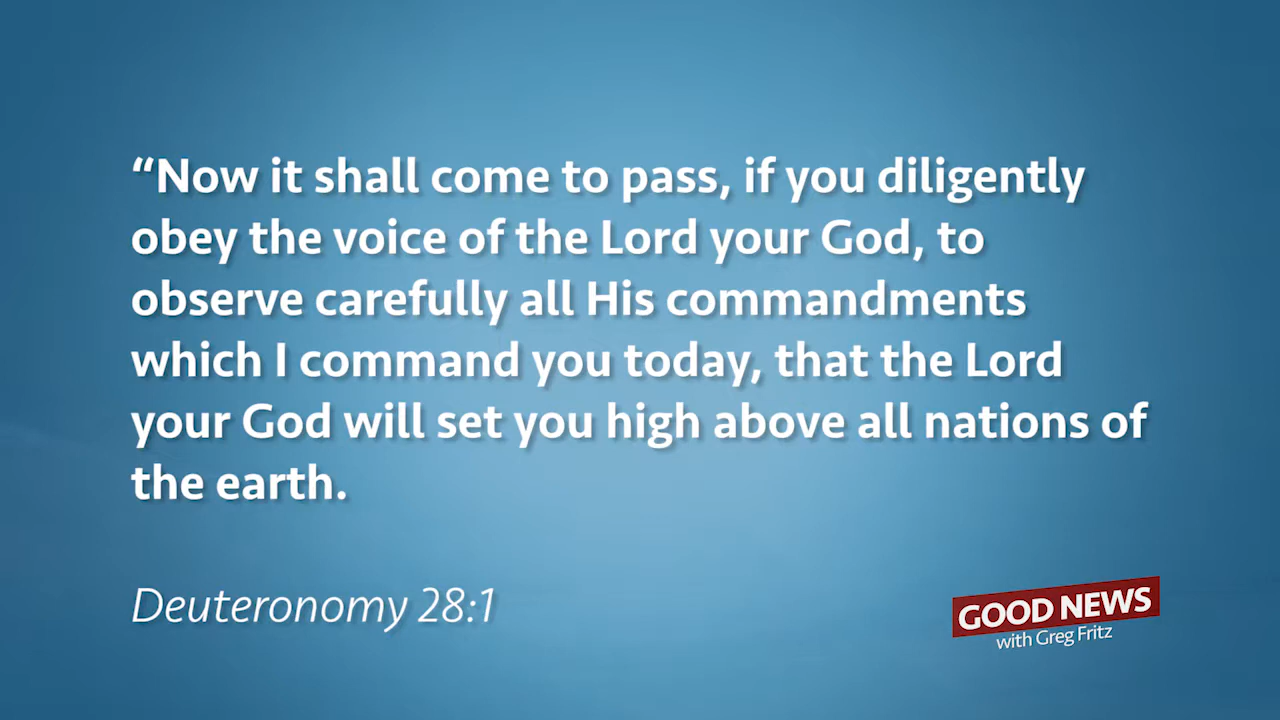 “Now it shall come to pass, if you diligently
obey the voice of the Lord your God, to
observe carefully all His commandments
which I command you today, that the Lord
your God will set you high above all nations of
the earth.
Deuteronomy 28:1
GOOD NEWS
with Greg Fritz